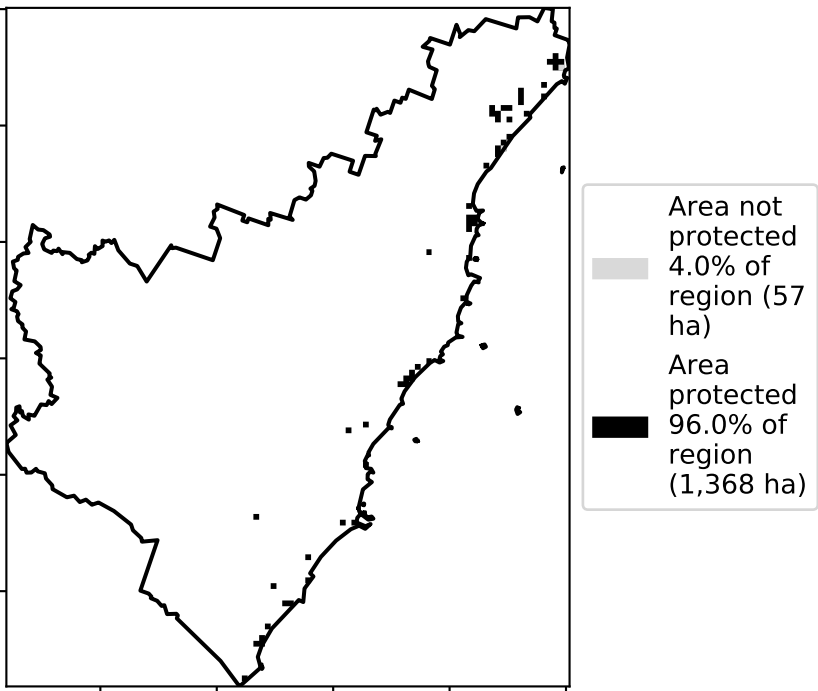 Area not
protected
4.0% of
region (57
ha)
Area
protected
96.0% of
region
(1,368 ha)